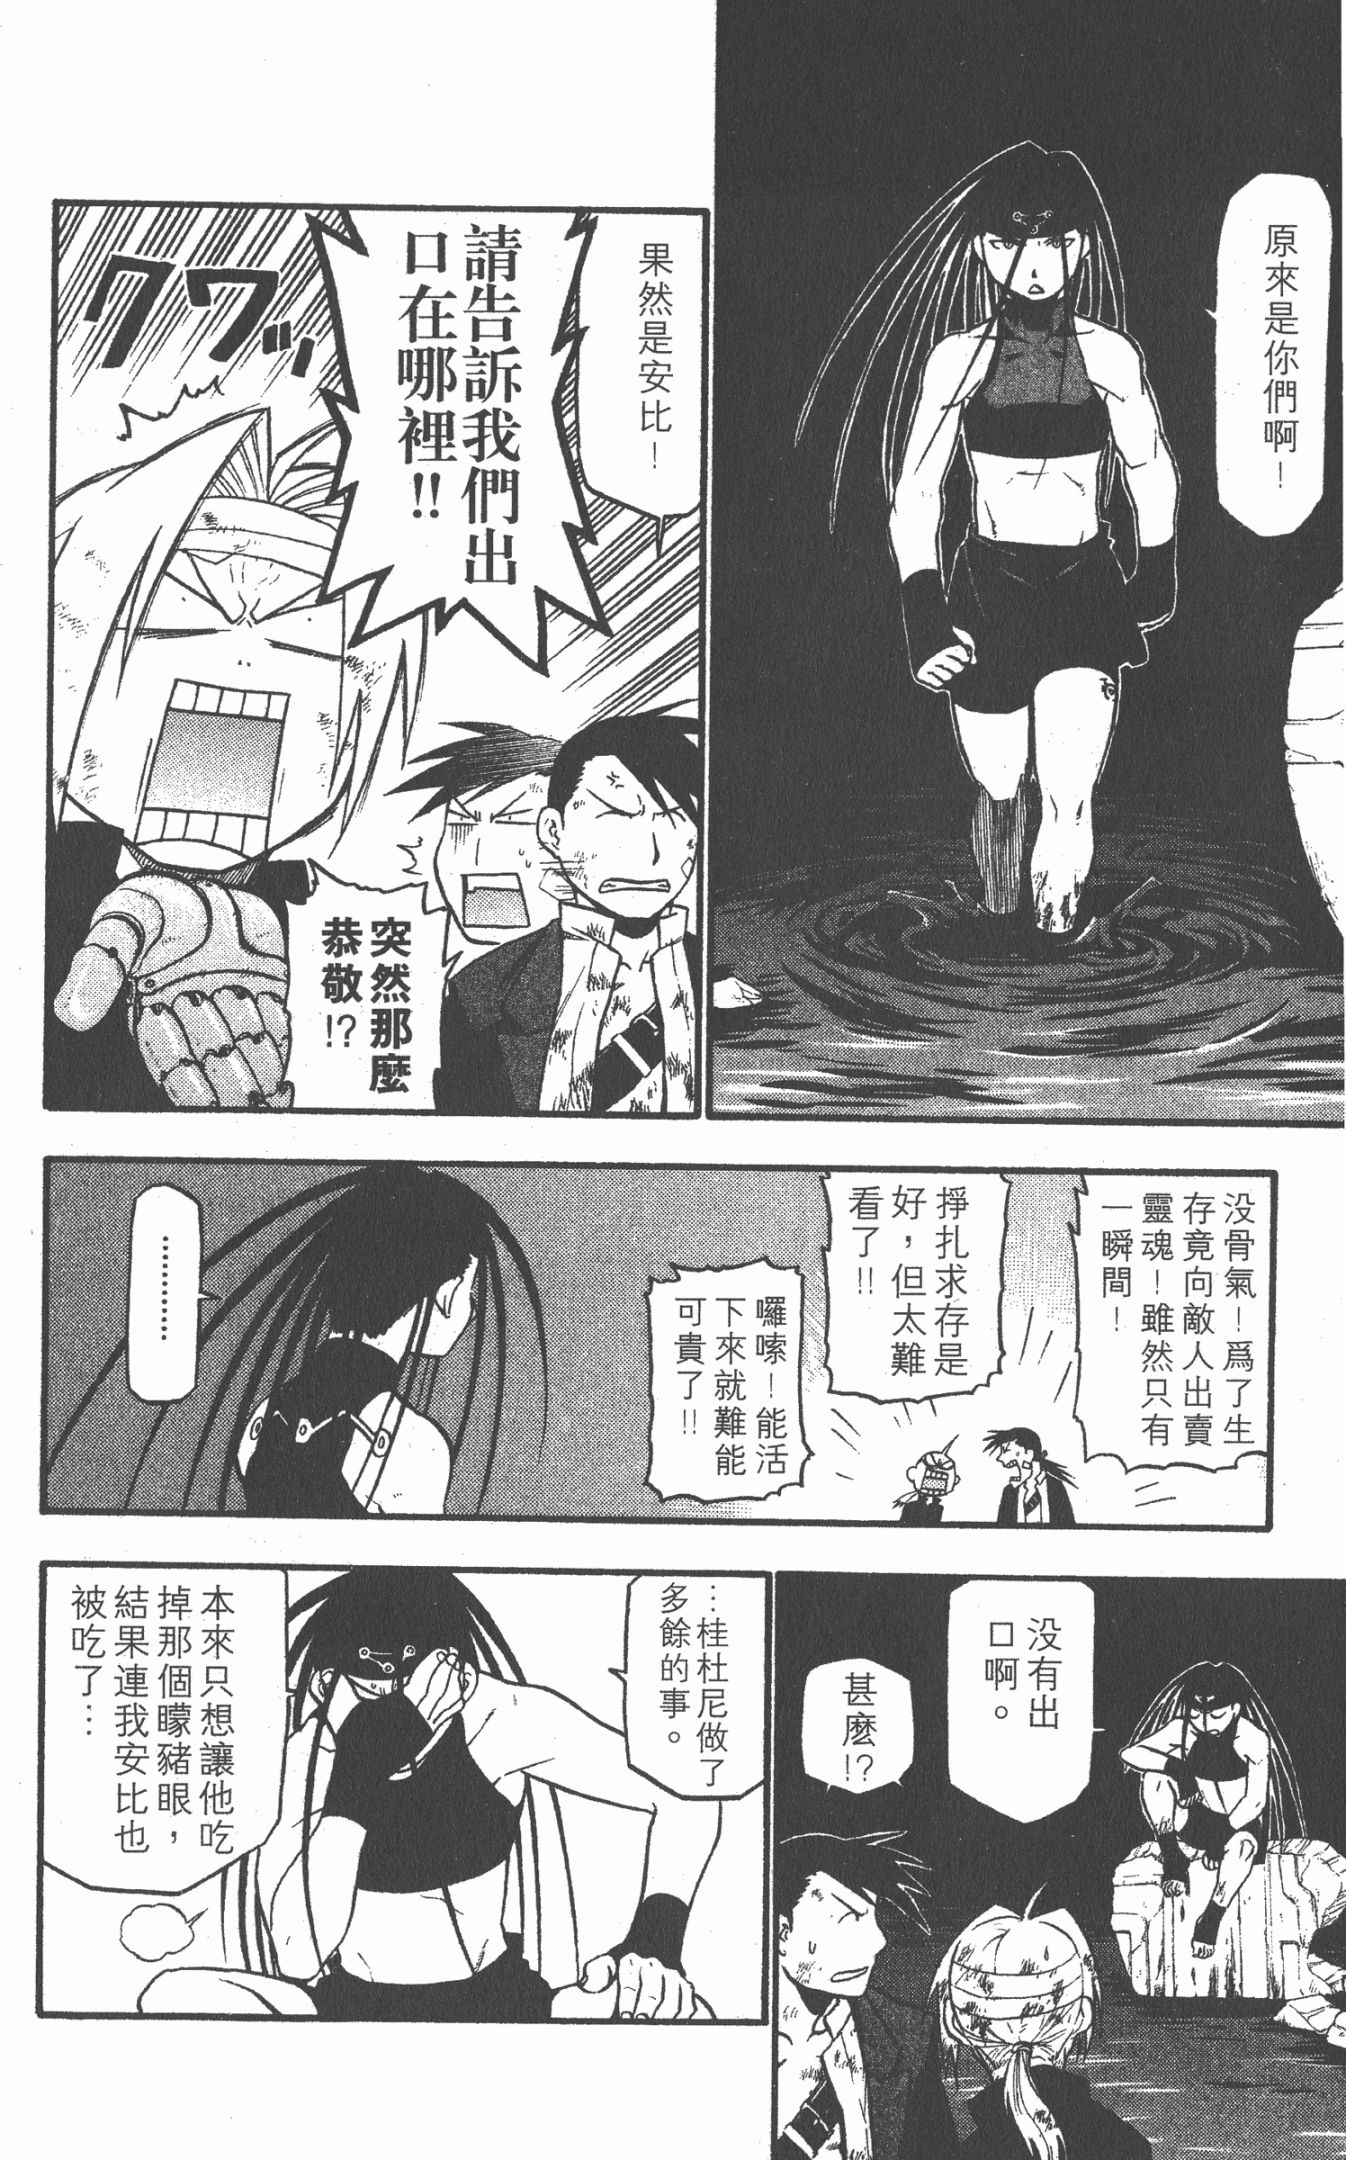 原來是你們啊！
果然是安比！
請告訴我們出
口在哪裡!!
クワッ
突然那麼
恭敬!?
没骨氣！爲了生
存竟向敵人出賣
靈魂！雖然只有
一瞬間！
掙扎求存是
好，但太難
看了!!
囉嗦！能活
下來就難能
可貴了!!
…………
没有出
口啊。
甚麽!?
…桂杜尼做了
多餘的事。
本來只想讓他吃
掉那個矇豬眼，
結果連我安比也
被吃了…